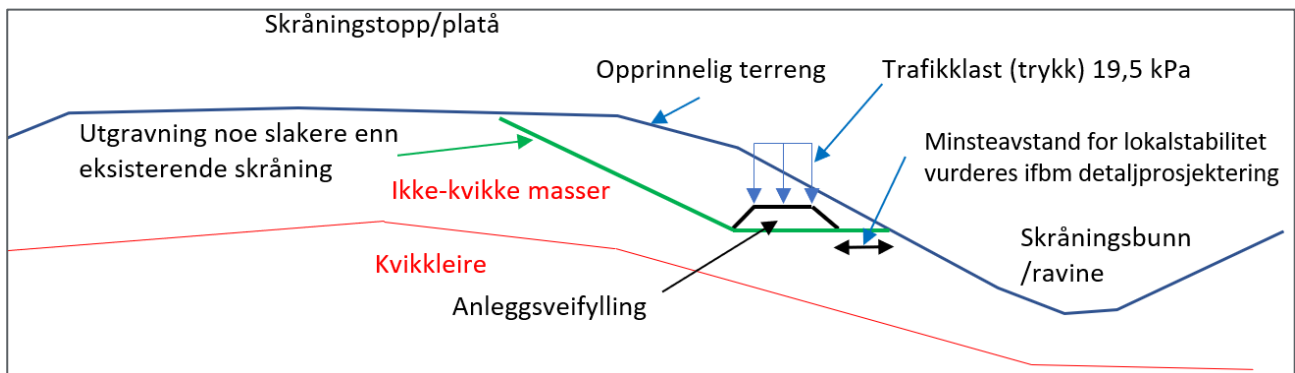 Skråningstopp/platå
Opprinnelig terreng
Trafikklast (trykk) 19,5 kPa
Utgravning noe slakere enn
eksisterende skråning
Minsteavstand for lokalstabilitet
vurderes ifbm detaljprosjektering
Ikke-kvikke masser
Kvikkleire
Skråningsbunn
/ravine
Anleggsveifylling